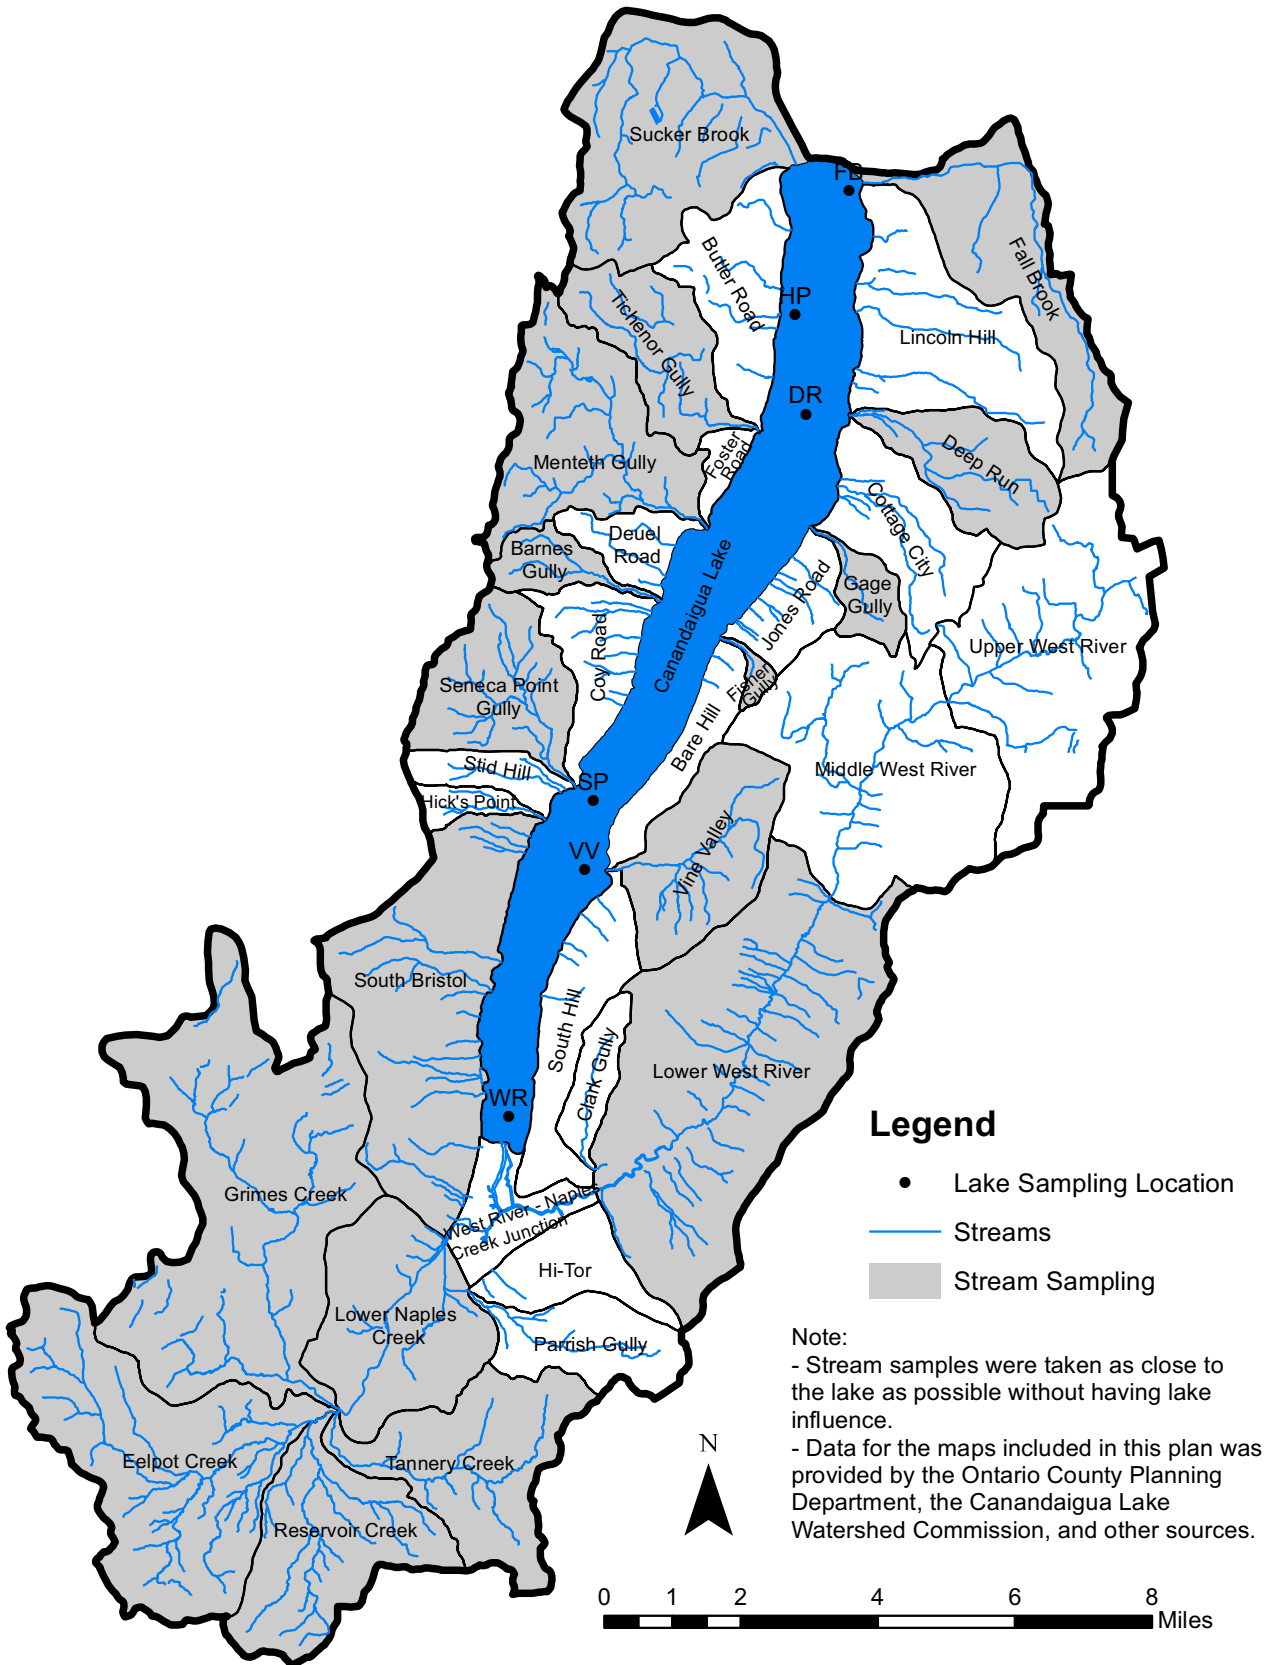 Sucker Brook
FB
Butler Road
Fall Brook
HP
Tichenor Gully
Lincoln Hill
DR
Foster
Road
Menteth Gully
Deep Run
Cottage City
Deuel
Road
Barnes
Gully
Canandaigua Lake
Jones Road
Gage
Gully
Coy Road
Upper West River
Fisher
Gully
Seneca Point
Gully
Bare Hill
Stid Hill
Middle West River
SP
Hick's Point
VV
Vine Valley
South Bristol
South Hill
Clark Gully
Lower West River
WR
Grimes Creek
West River - Naples
Creek Junction
Hi-Tor
Lower Naples
Creek
Parrish Gully
Eelpot Creek
Tannery Creek
Reservoir Creek
Legend
Lake Sampling Location
Streams
Stream Sampling
Note:
- Stream samples were taken as close to
the lake as possible without having lake
influence.
- Data for the maps included in this plan was
provided by the Ontario County Planning
Department, the Canandaigua Lake
Watershed Commission, and other sources.
N
0 1 2 4 6 8
Miles